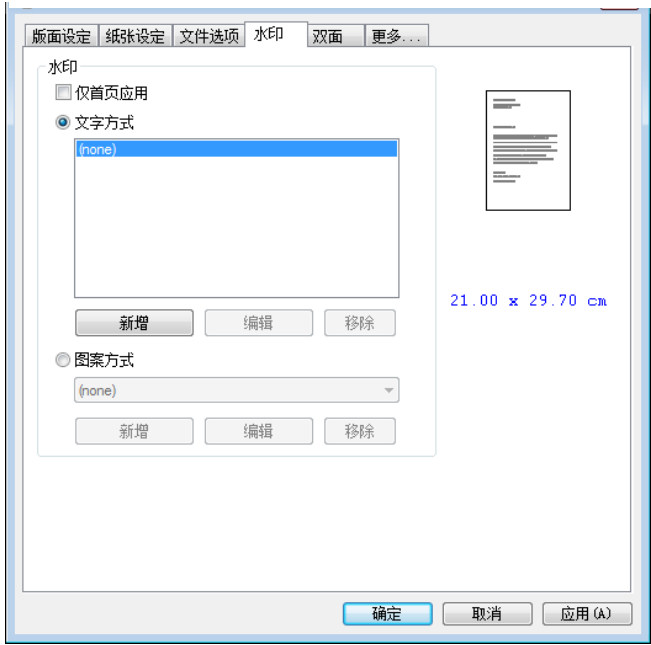 版面设定 纸张设定 文件选项 水印 双面 更多...
水印
仅首页应用
文字方式
(none)
新增 编辑 移除
图案方式
(none)
新增 编辑 移除
21.00 x 29.70 cm
确定 取消 应用(A)